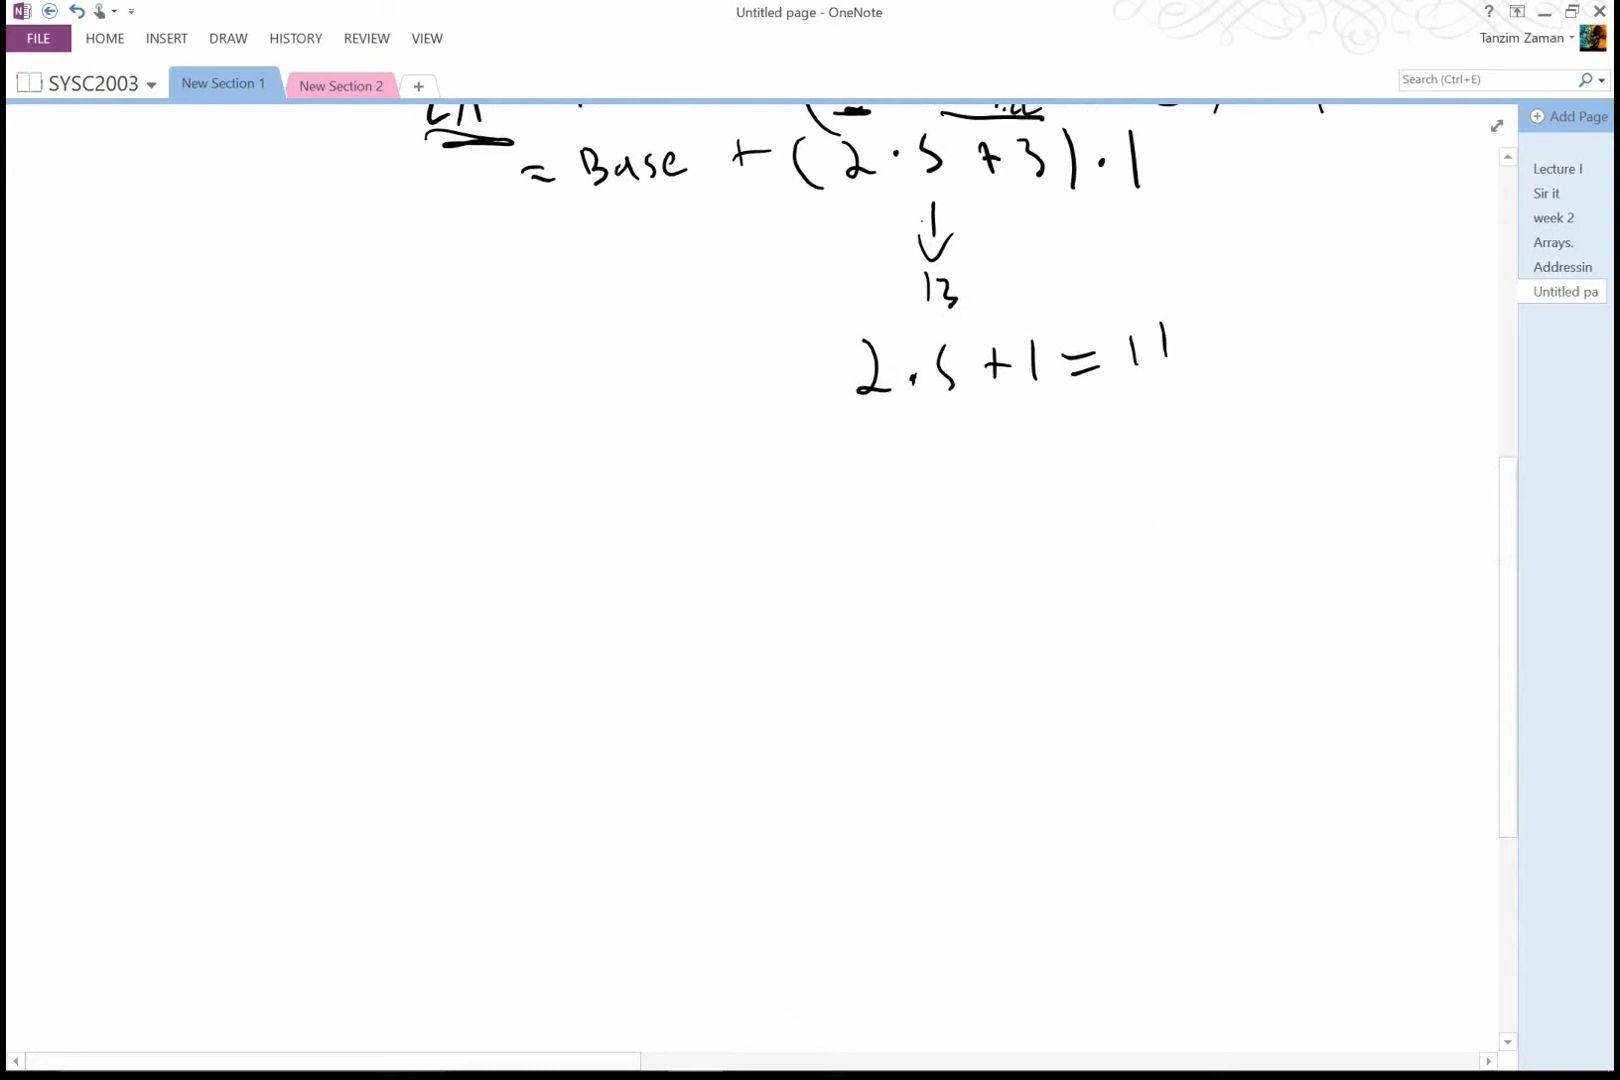 Untitled page - OneNote
?
FILE HOME INSERT DRAW HISTORY REVIEW VIEW
Tanzim Zaman
SYSC2003 New Section 1 New Section 2 +
Search (Ctrl+E)
Add Page
Lecture I
Sir it
week 2
Arrays.
Addressin
Untitled pa
EA
= Base + (2 · 5 + 3) · 1
13
2 · 5 + 1 = 11